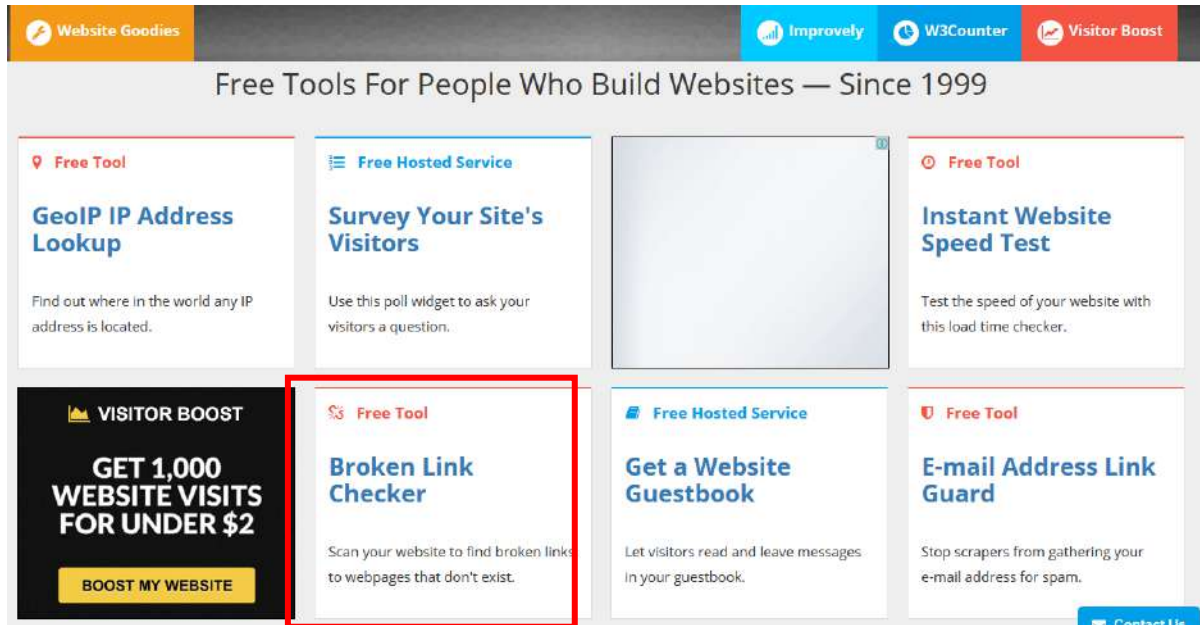 Website Goodies
Improvely
W3Counter
Visitor Boost
Free Tools For People Who Build Websites — Since 1999
Free Tool
GeoIP IP Address
Lookup
Find out where in the world any IP
address is located.
Free Hosted Service
Survey Your Site's
Visitors
Use this poll widget to ask your
visitors a question.
Free Tool
Instant Website
Speed Test
Test the speed of your website with
this load time checker.
VISITOR BOOST
GET 1,000
WEBSITE VISITS
FOR UNDER $2
BOOST MY WEBSITE
Free Tool
Broken Link
Checker
Scan your website to find broken links
to webpages that don't exist.
Free Hosted Service
Get a Website
Guestbook
Let visitors read and leave messages
in your guestbook.
Free Tool
E-mail Address Link
Guard
Stop scrapers from gathering your
e-mail address for spam.
Contact Us